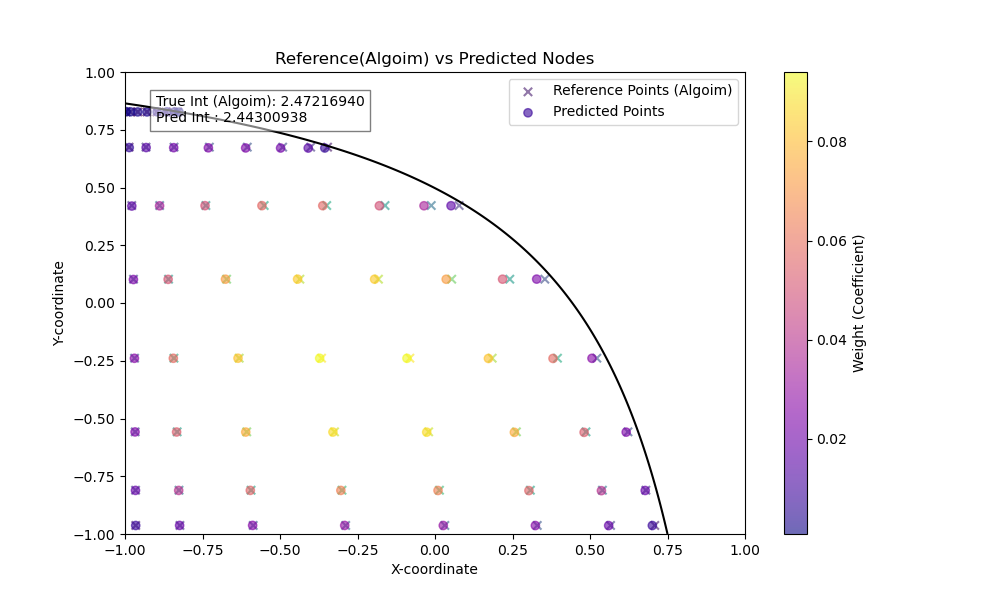 Reference(Algoim) vs Predicted Nodes
True Int (Algoim): 2.47216940
Pred Int : 2.44300938
Reference Points (Algoim)
Predicted Points
1.00
0.75
0.50
0.25
0.00
−0.25
−0.50
−0.75
−1.00
Y-coordinate
−1.00
−0.75
−0.50
−0.25
0.00
0.25
0.50
0.75
1.00
X-coordinate
0.08
0.06
0.04
0.02
Weight (Coefficient)